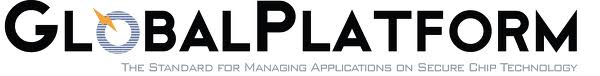 GLOBALPLATFORM
THE STANDARD FOR MANAGING APPLICATIONS ON SECURE CHIP TECHNOLOGY